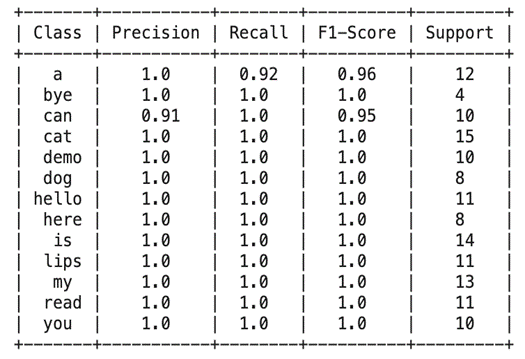 Class | Precision | Recall | F1-Score | Support
a | 1.0 | 0.92 | 0.96 | 12
bye | 1.0 | 1.0 | 1.0 | 4
can | 0.91 | 1.0 | 0.95 | 10
cat | 1.0 | 1.0 | 1.0 | 15
demo | 1.0 | 1.0 | 1.0 | 10
dog | 1.0 | 1.0 | 1.0 | 8
hello | 1.0 | 1.0 | 1.0 | 11
here | 1.0 | 1.0 | 1.0 | 8
is | 1.0 | 1.0 | 1.0 | 14
lips | 1.0 | 1.0 | 1.0 | 11
my | 1.0 | 1.0 | 1.0 | 13
read | 1.0 | 1.0 | 1.0 | 11
you | 1.0 | 1.0 | 1.0 | 10